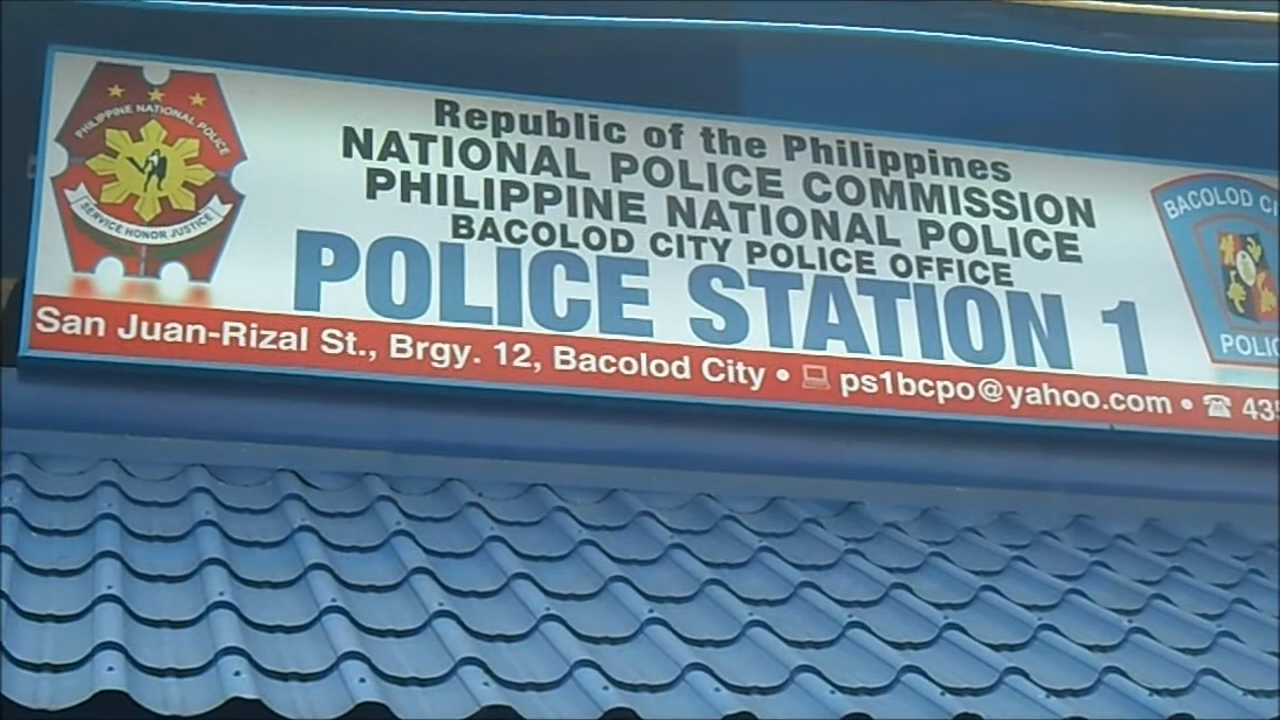 PHILIPPINE NATIONAL POLICE
SERVICE HONOR JUSTICE
Republic of the Philippines
NATIONAL POLICE COMMISSION
PHILIPPINE NATIONAL POLICE
BACOLOD CITY POLICE OFFICE
POLICE STATION 1
San Juan-Rizal St., Brgy. 12, Bacolod City • ps1bcpo@yahoo.com • ☎ 43
BACOLOD CI
POLIC